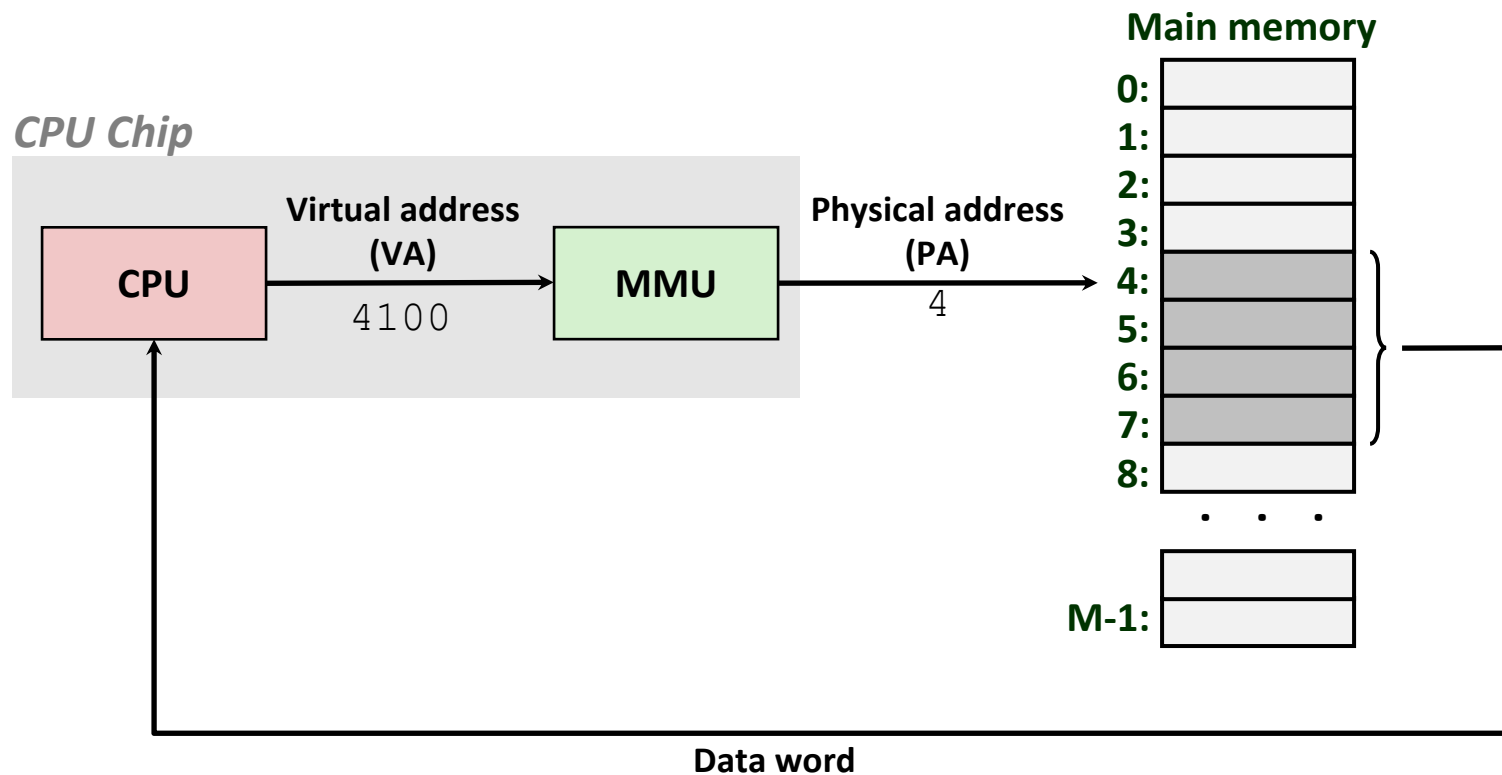 Main memory
0:
1:
CPU Chip
2:
Virtual address
(VA)
Physical address
(PA)
3:
CPU
MMU
4:
4100
4
5:
6:
7:
8:
. . .
M-1:
Data word